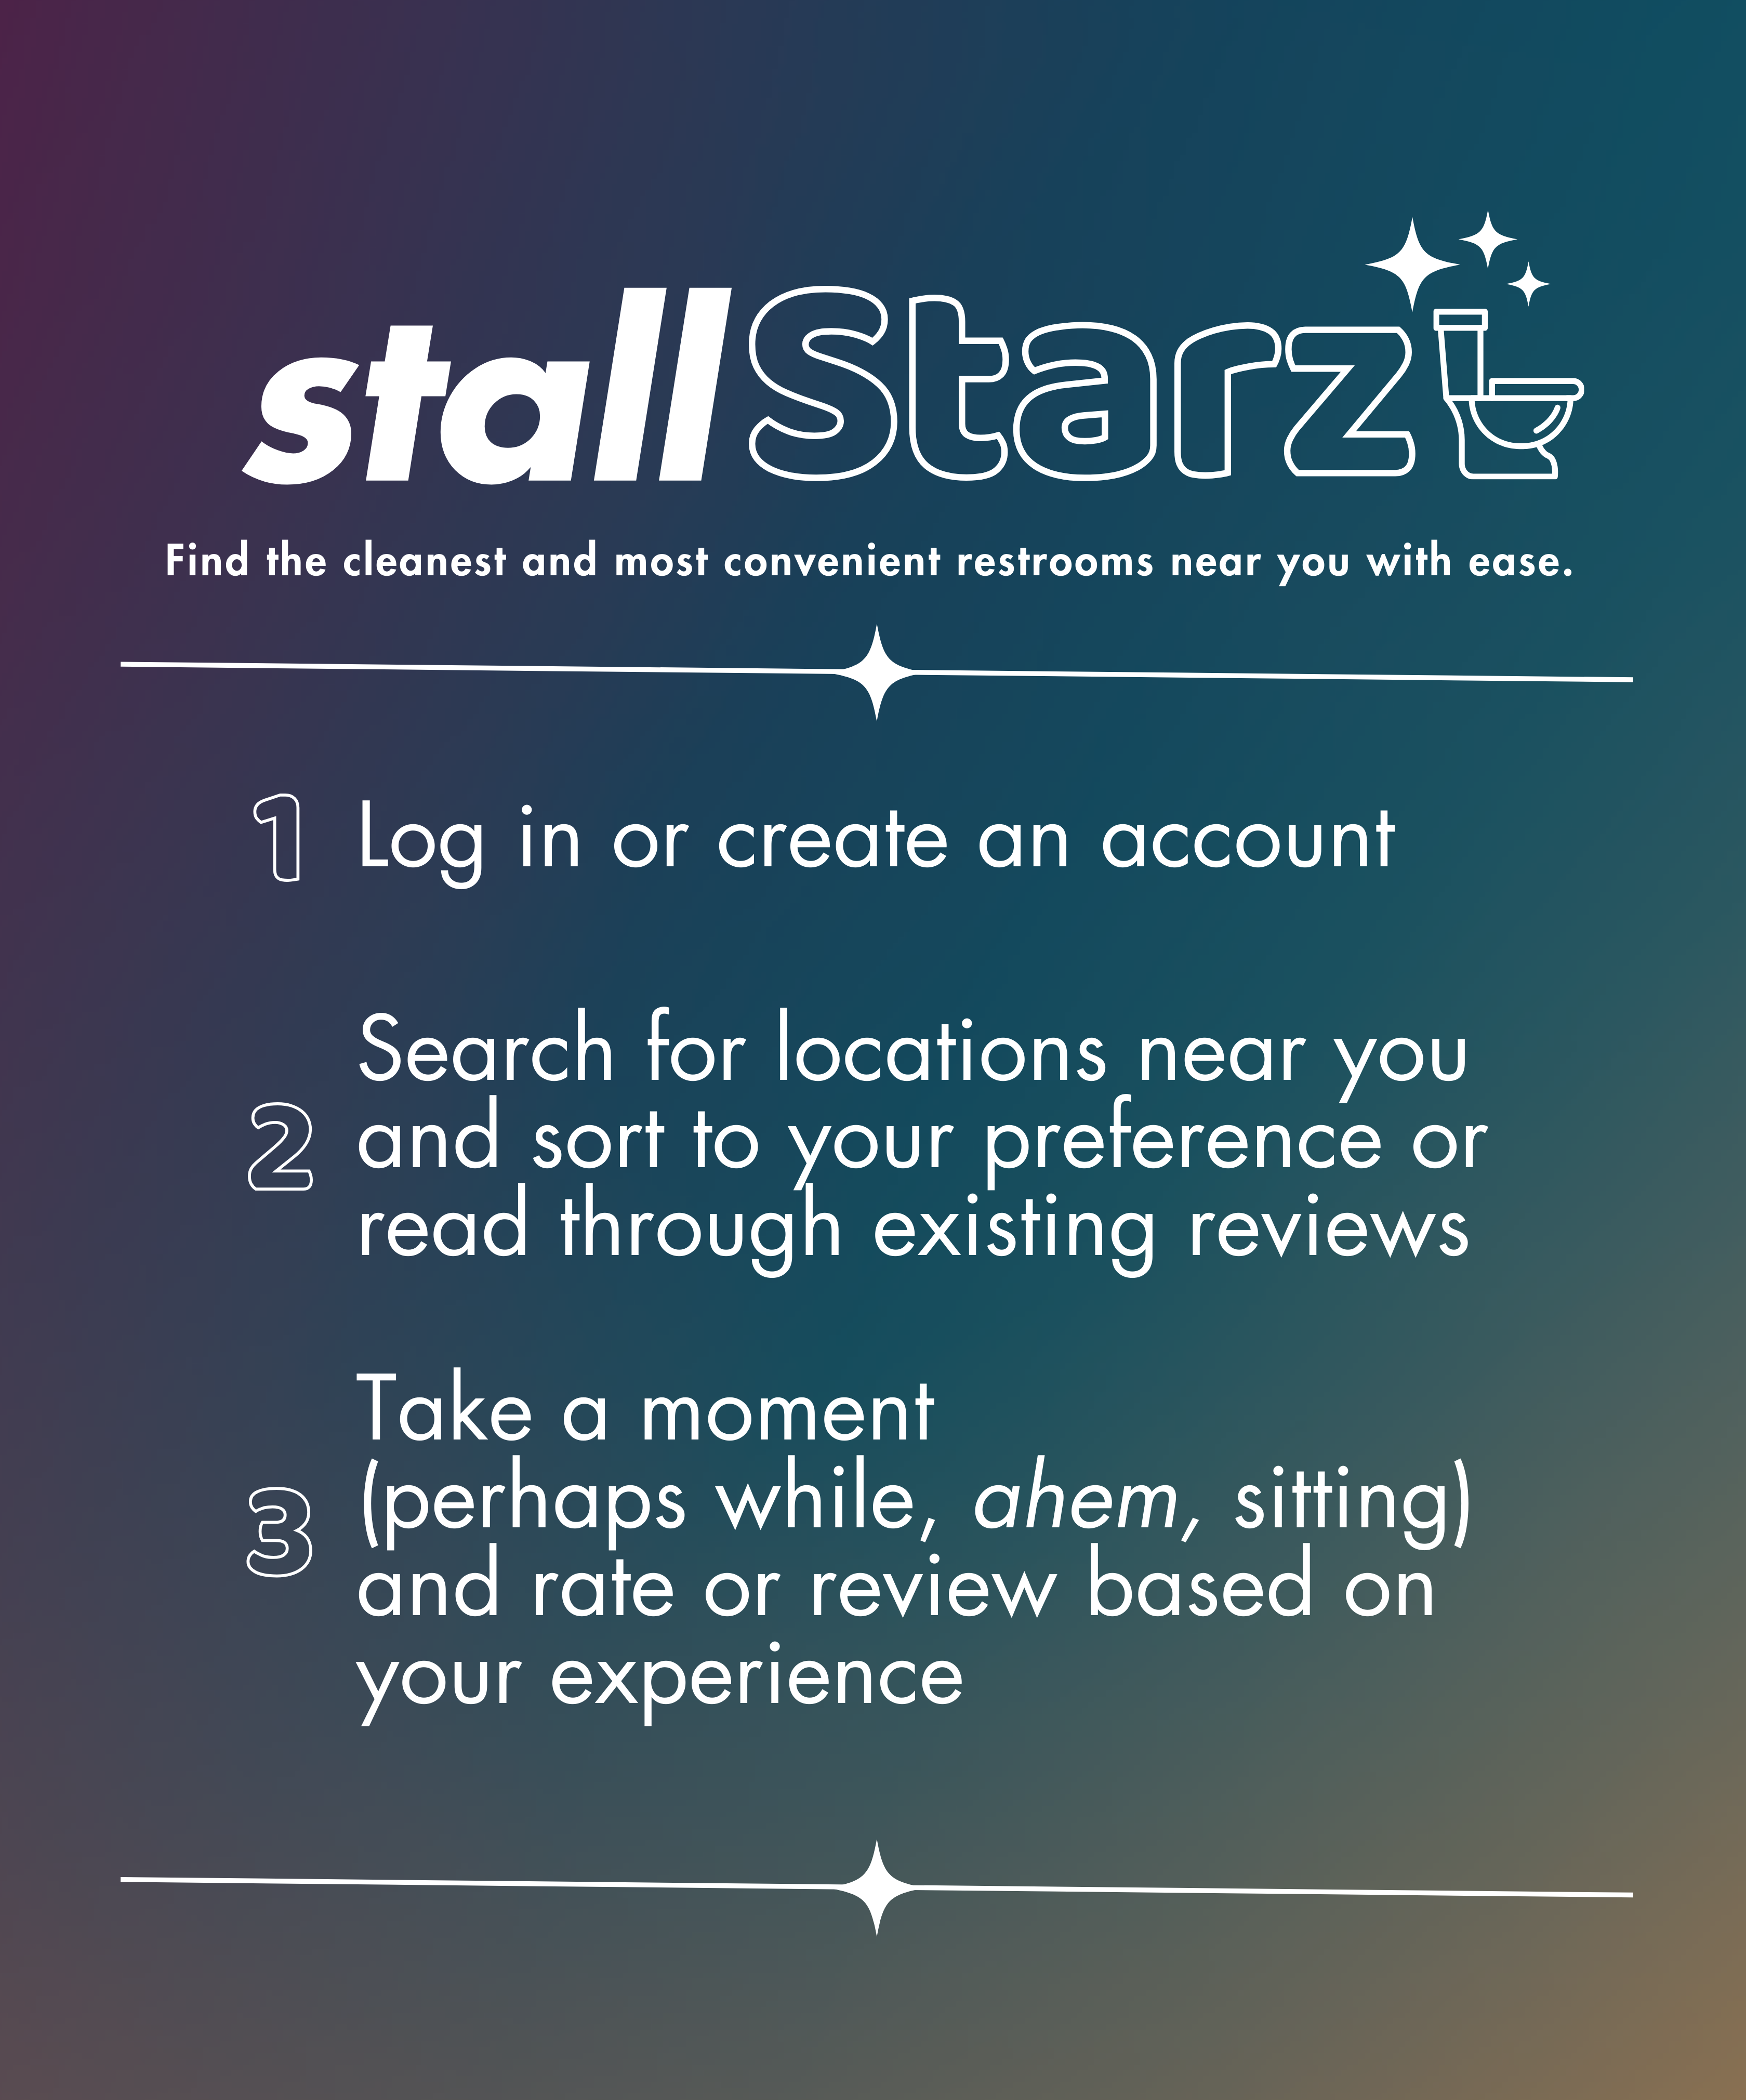 stallStarz
Find the cleanest and most convenient restrooms near you with ease.
1 Log in or create an account
Search for locations near you
2 and sort to your preference or
read through existing reviews
Take a moment
(perhaps while, ahem, sitting)
3 and rate or review based on
your experience